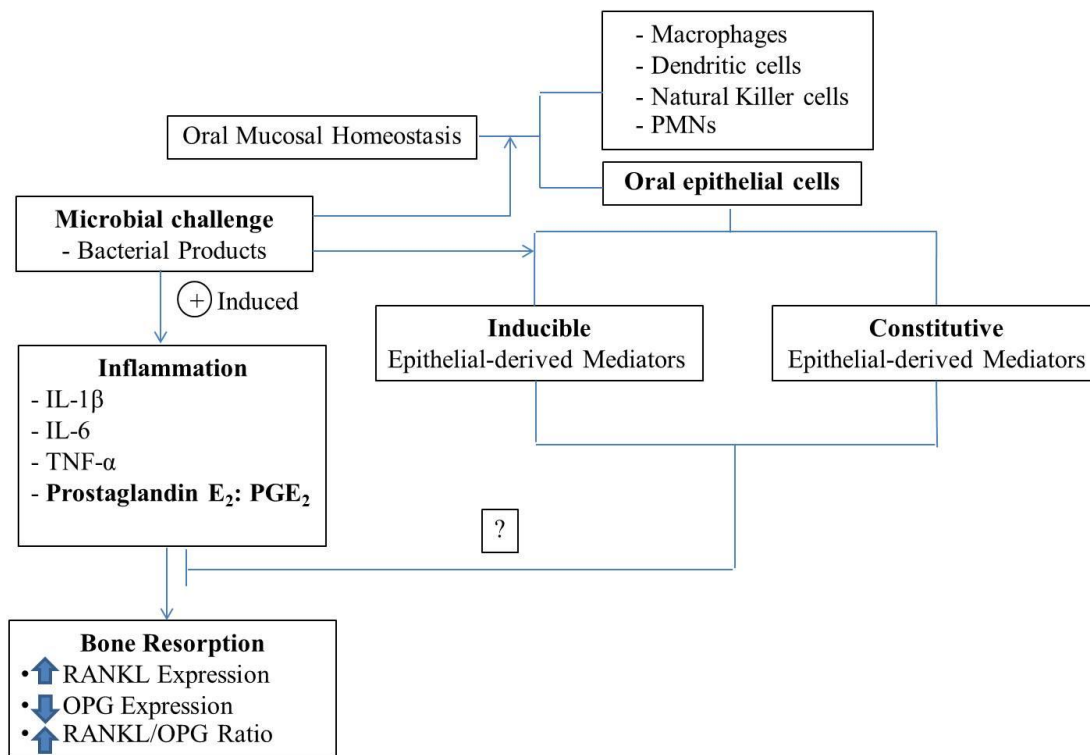 - Macrophages
- Dendritic cells
- Natural Killer cells
- PMNs
Oral Mucosal Homeostasis
Oral epithelial cells
Microbial challenge
- Bacterial Products
+ Induced
Inducible
Epithelial-derived Mediators
Constitutive
Epithelial-derived Mediators
Inflammation
- IL-1β
- IL-6
- TNF-α
- Prostaglandin E₂: PGE₂
?
Bone Resorption
• RANKL Expression
• OPG Expression
• RANKL/OPG Ratio